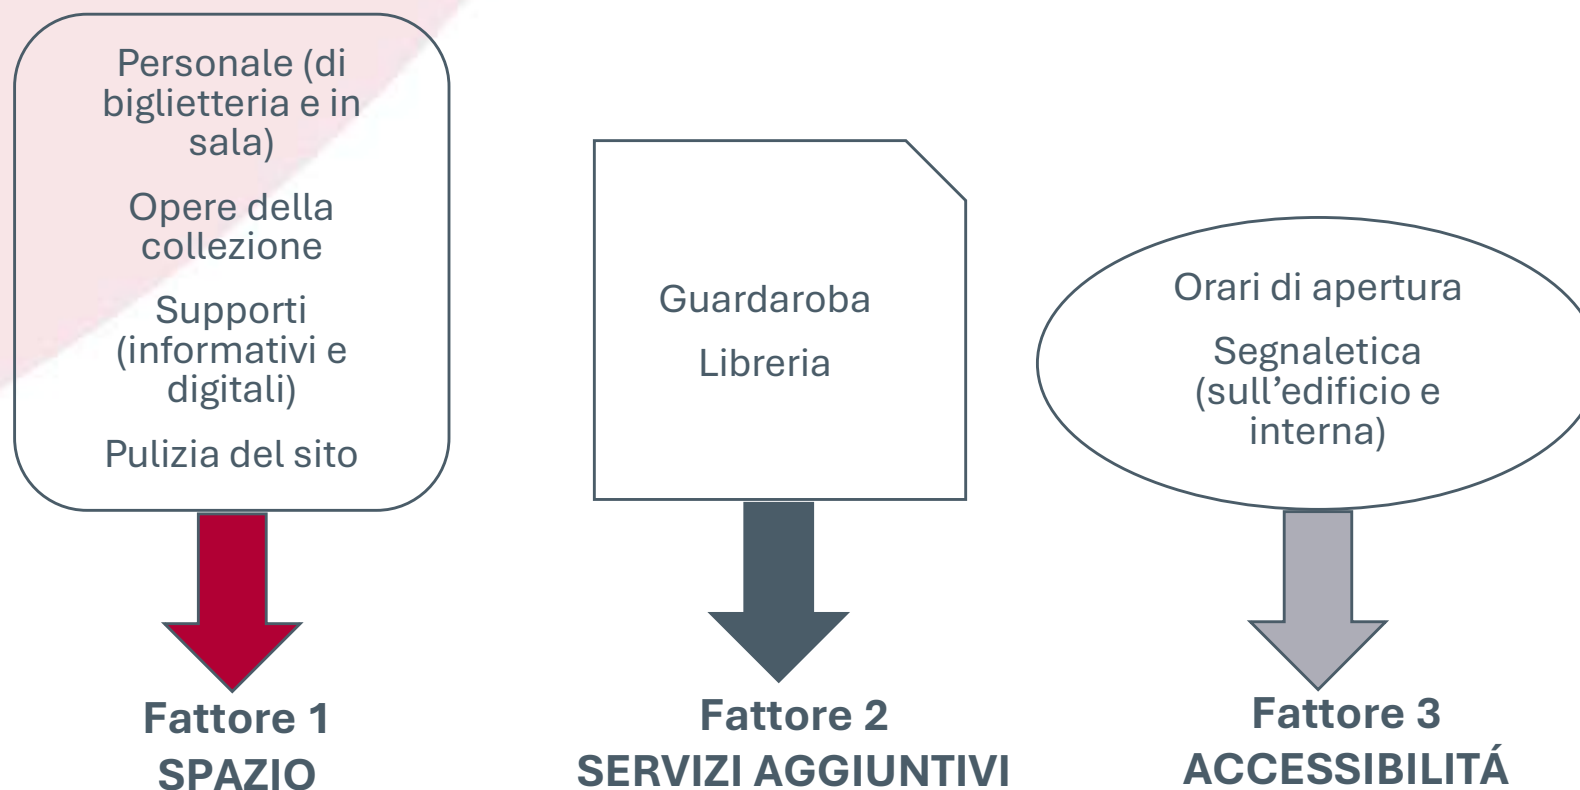 Personale (di
biglietteria e in
sala)
Opere della
collezione
Supporti
(informativi e
digitali)
Pulizia del sito
Fattore 1
SPAZIO
Guardaroba
Libreria
Fattore 2
SERVIZI AGGIUNTIVI
Orari di apertura
Segnaletica
(sull’edificio e
interna)
Fattore 3
ACCESSIBILITÁ